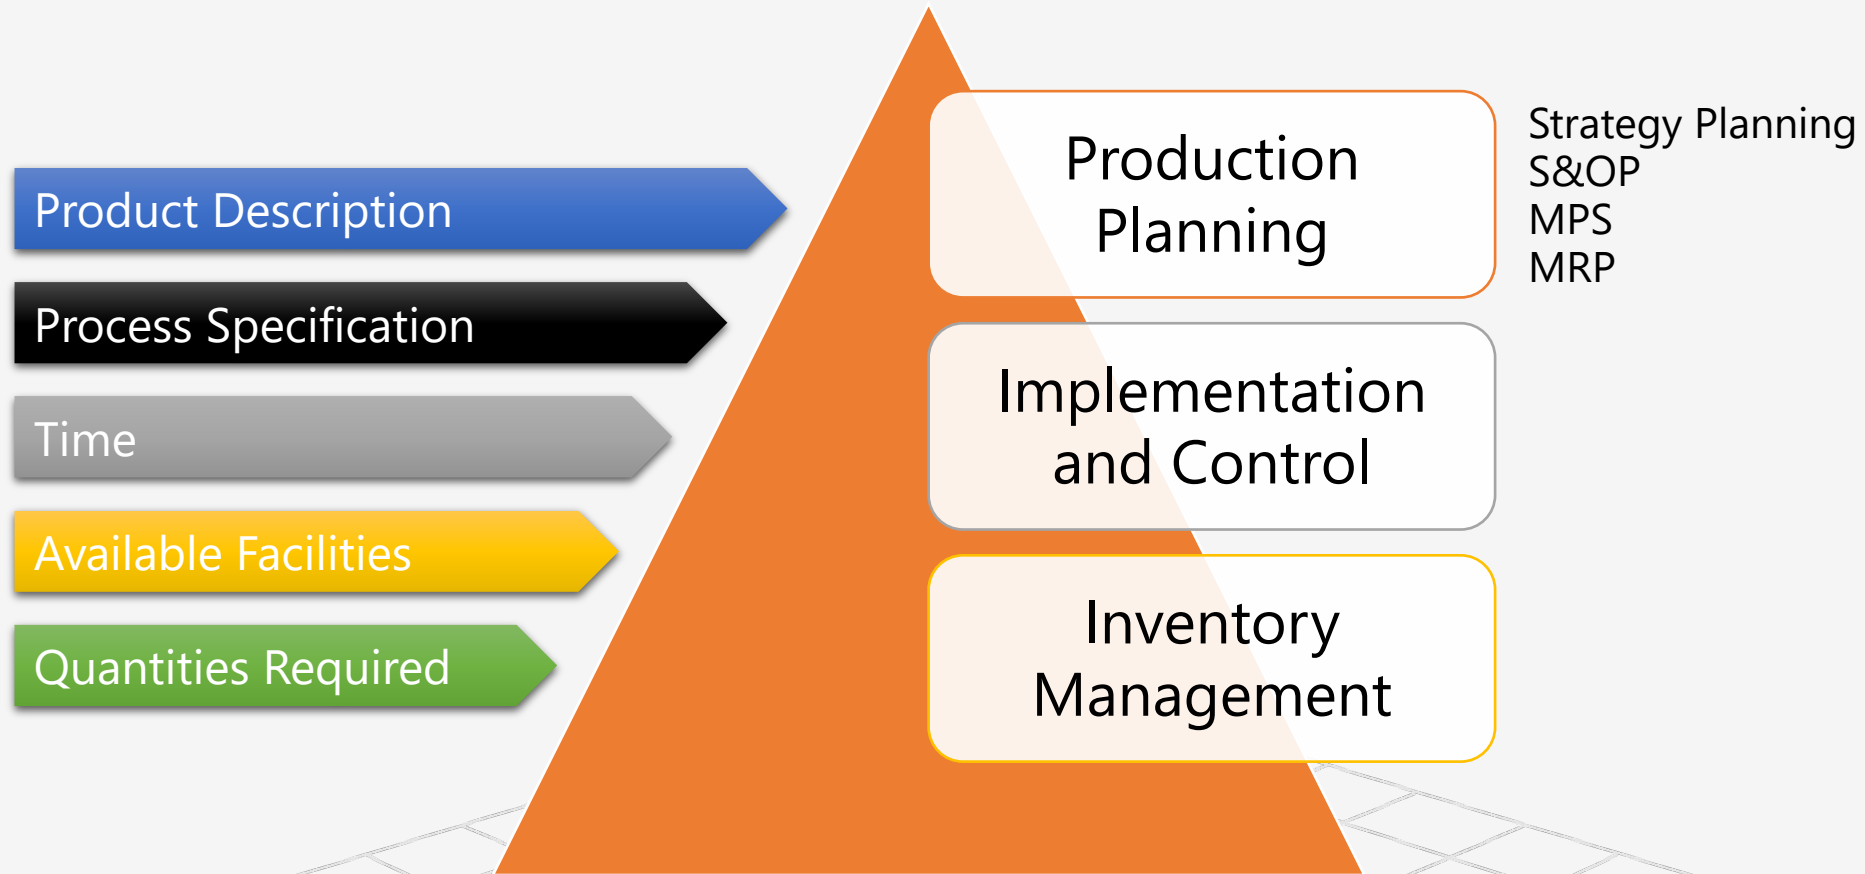 Product Description
Process Specification
Time
Available Facilities
Quantities Required
Production
Planning
Implementation
and Control
Inventory
Management
Strategy Planning
S&OP
MPS
MRP